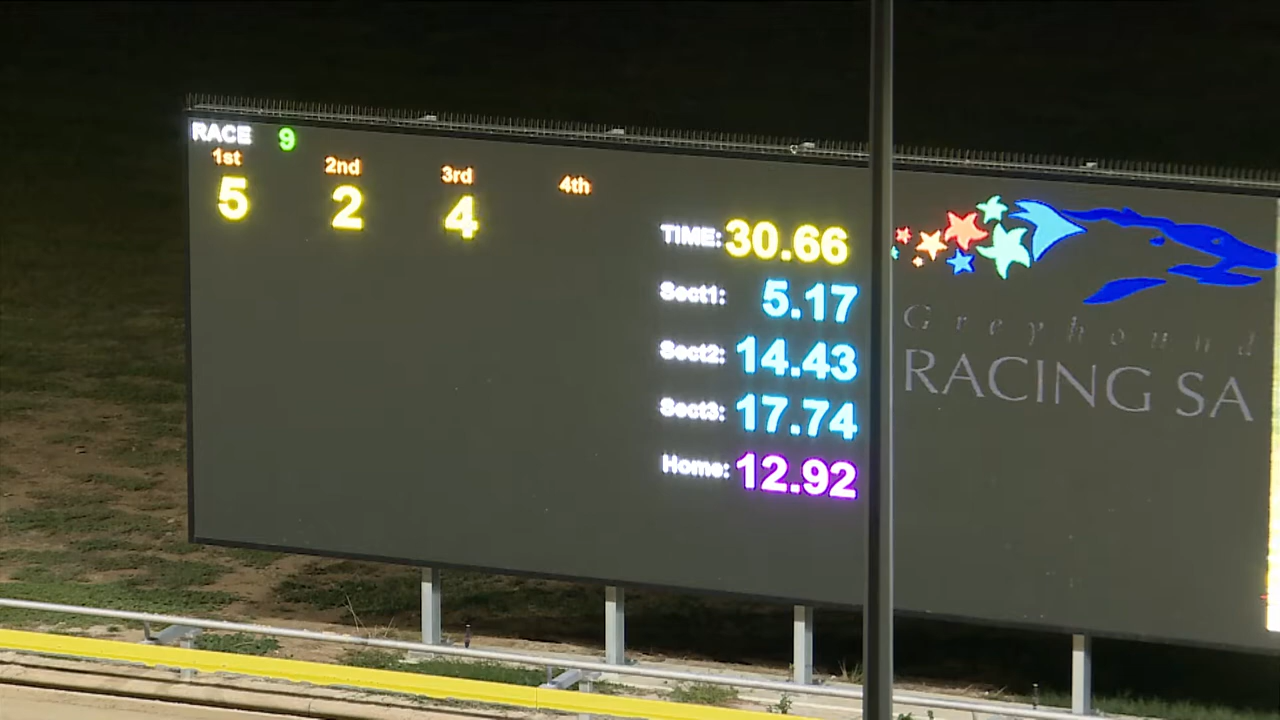 RACE 9
1st 2nd 3rd 4th
5 2 4
TIME: 30.66
Sect1: 5.17
Sect2: 14.43
Sect3: 17.74
Home: 12.92
Greyhound
RACING SA